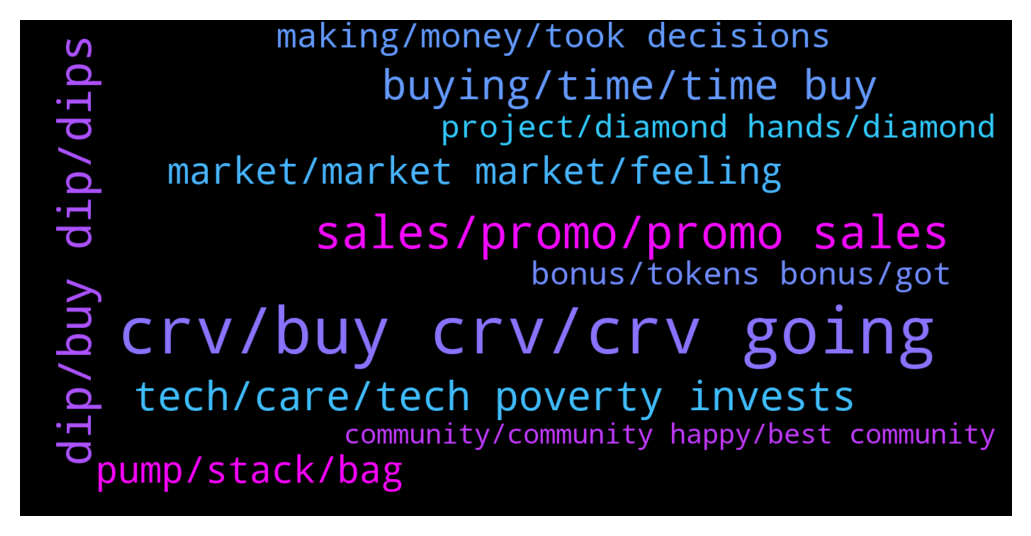 making/money/took decisions
buying/time/time buy
project/diamond hands/diamond
market/market market/feeling
sales/promo/promo sales
bonus/tokens bonus/got
crv/buy crv/crv going
tech/care/tech poverty invests
community/community happy/best community
pump/stack/bag
dip/buy dip/dips